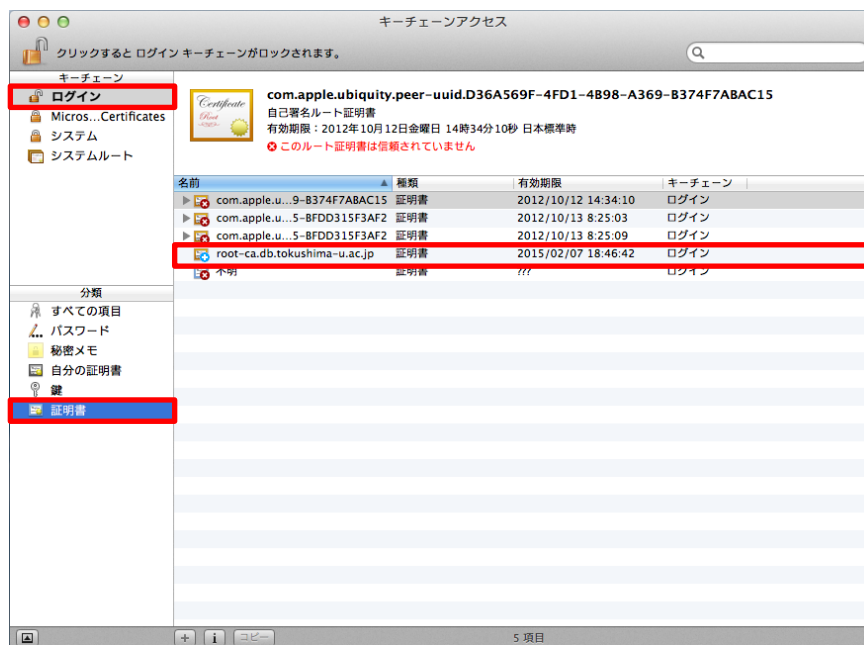 キーチェーンアクセス
クリックすると ログイン キーチェーンがロックされます。
キーチェーン
ログイン
Micros...Certificates
システム
システムルート
Certificate
Root
com.apple.ubiquity.peer-uuid.D36A569F-4FD1-4B98-A369-B374F7ABAC15
自己署名ルート証明書
有効期限：2012年10月12日金曜日 14時34分10秒 日本標準時
このルート証明書は信頼されていません
名前 種類 有効期限 キーチェーン
com.apple.u...9-B374F7ABAC15 証明書 2012/10/12 14:34:10 ログイン
com.apple.u...5-BFDD315F3AF2 証明書 2012/10/13 8:25:03 ログイン
com.apple.u...5-BFDD315F3AF2 証明書 2012/10/13 8:25:09 ログイン
root-ca.db.tokushima-u.ac.jp 証明書 2015/02/07 18:46:42 ログイン
不明 証明書 ??? ログイン
分類
すべての項目
パスワード
秘密メモ
自分の証明書
鍵
証明書
コピー
5 項目